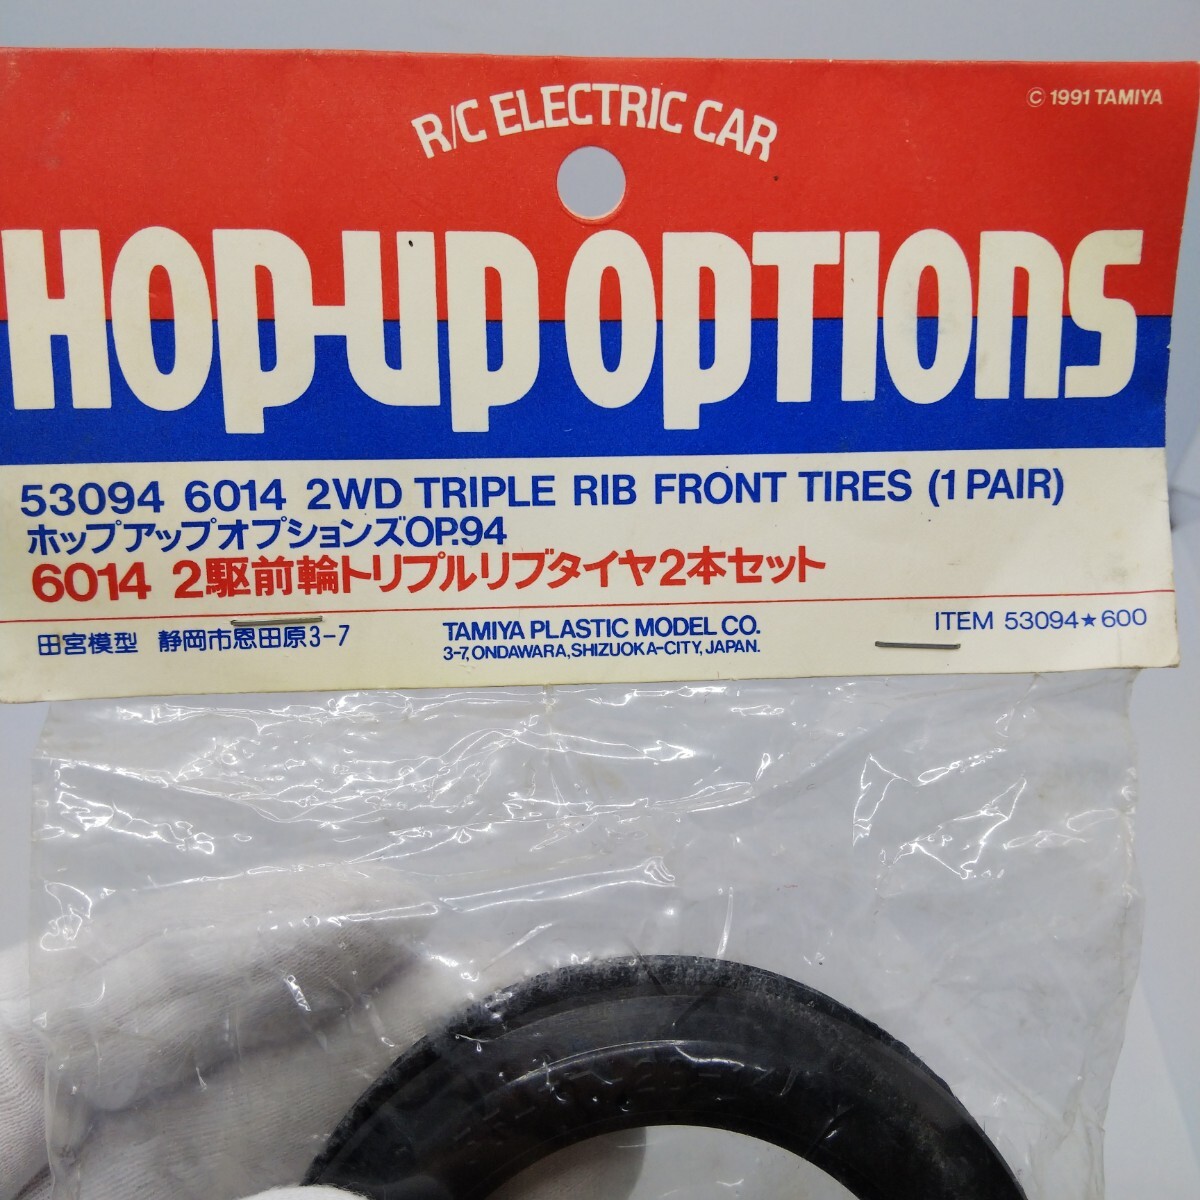 © 1991 TAMIYA
R/C ELECTRIC CAR
HOP-UP OPTIONS
53094 6014 2WD TRIPLE RIB FRONT TIRES (1 PAIR)
ホップアップオプションズOP.94
6014 2駆前輪トリプルリブタイヤ2本セット
田宮模型 静岡市恩田原3-7
TAMIYA PLASTIC MODEL CO.
3-7, ONDAWARA, SHIZUOKA-CITY, JAPAN.
ITEM 53094★600